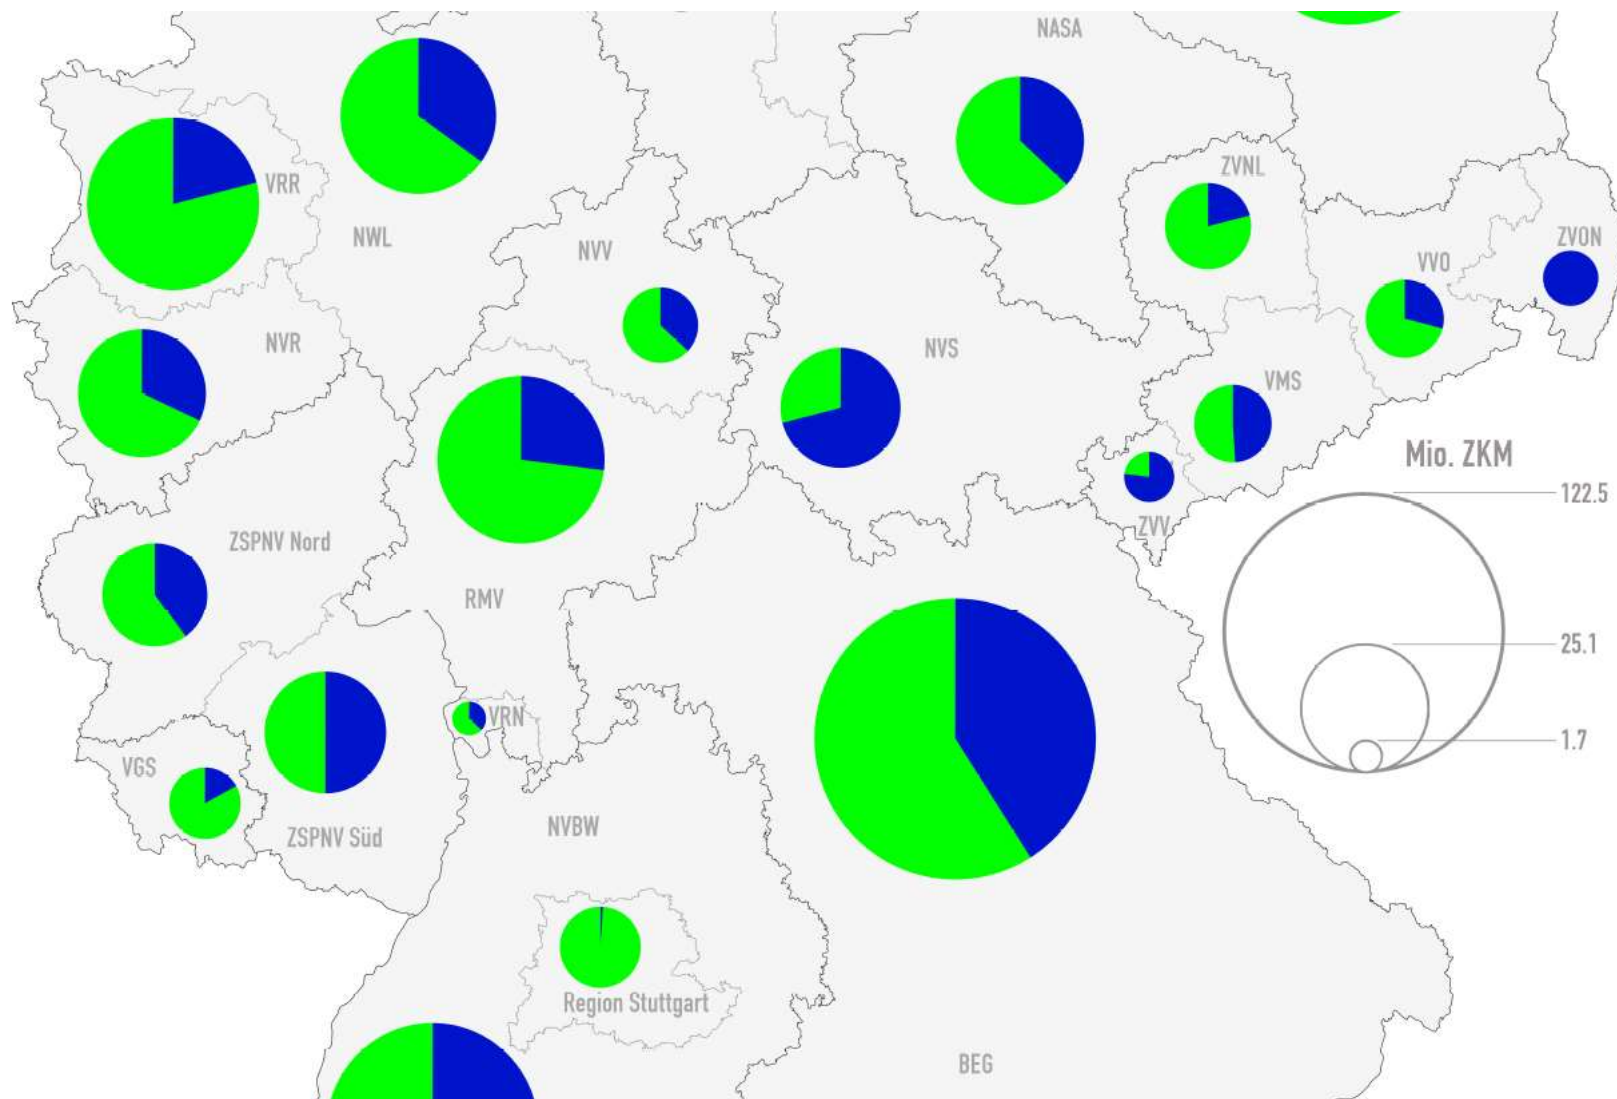 NASA
ZVNL
VRR
NWL
NVV
ZVON
VVO
NVR
NVS
VMS
Mio. ZKM
122.5
ZVV
ZSPNV Nord
RMV
25.1
VRN
1.7
VGS
NVBW
ZSPNV Süd
Region Stuttgart
BEG